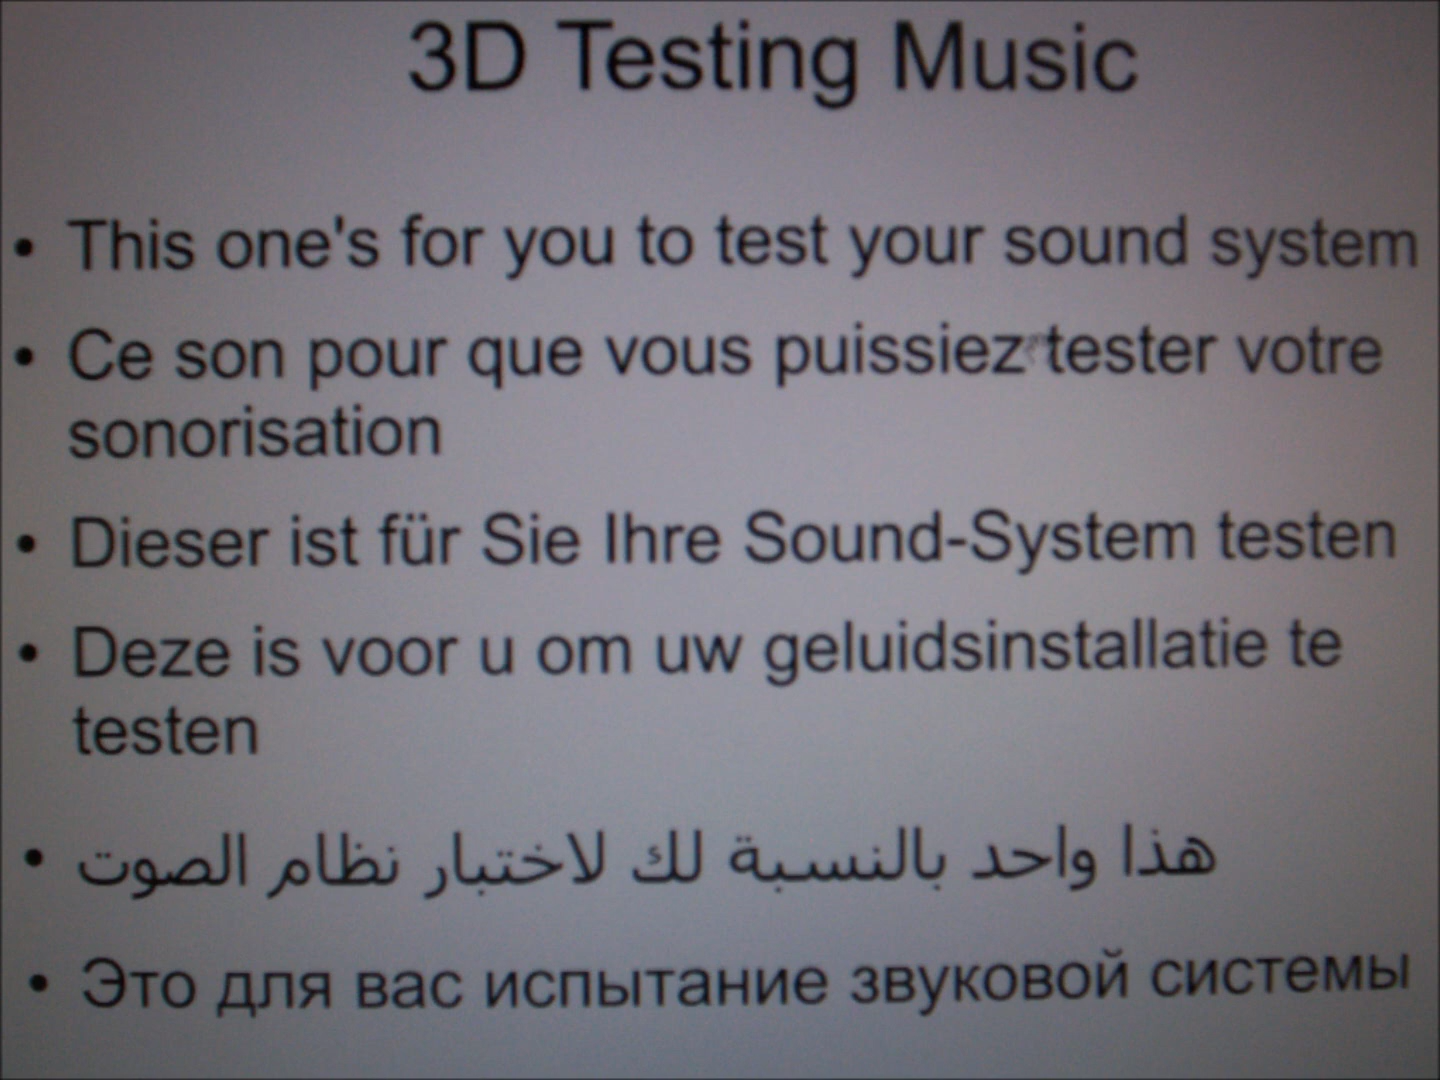 3D Testing Music
• This one's for you to test your sound system
• Ce son pour que vous puissiez tester votre
sonorisation
• Dieser ist für Sie Ihre Sound-System testen
• Deze is voor u om uw geluidsinstallatie te
testen
• هذا واحد بالنسبة لك لاختبار نظام الصوت
• Это для вас испытание звуковой системы